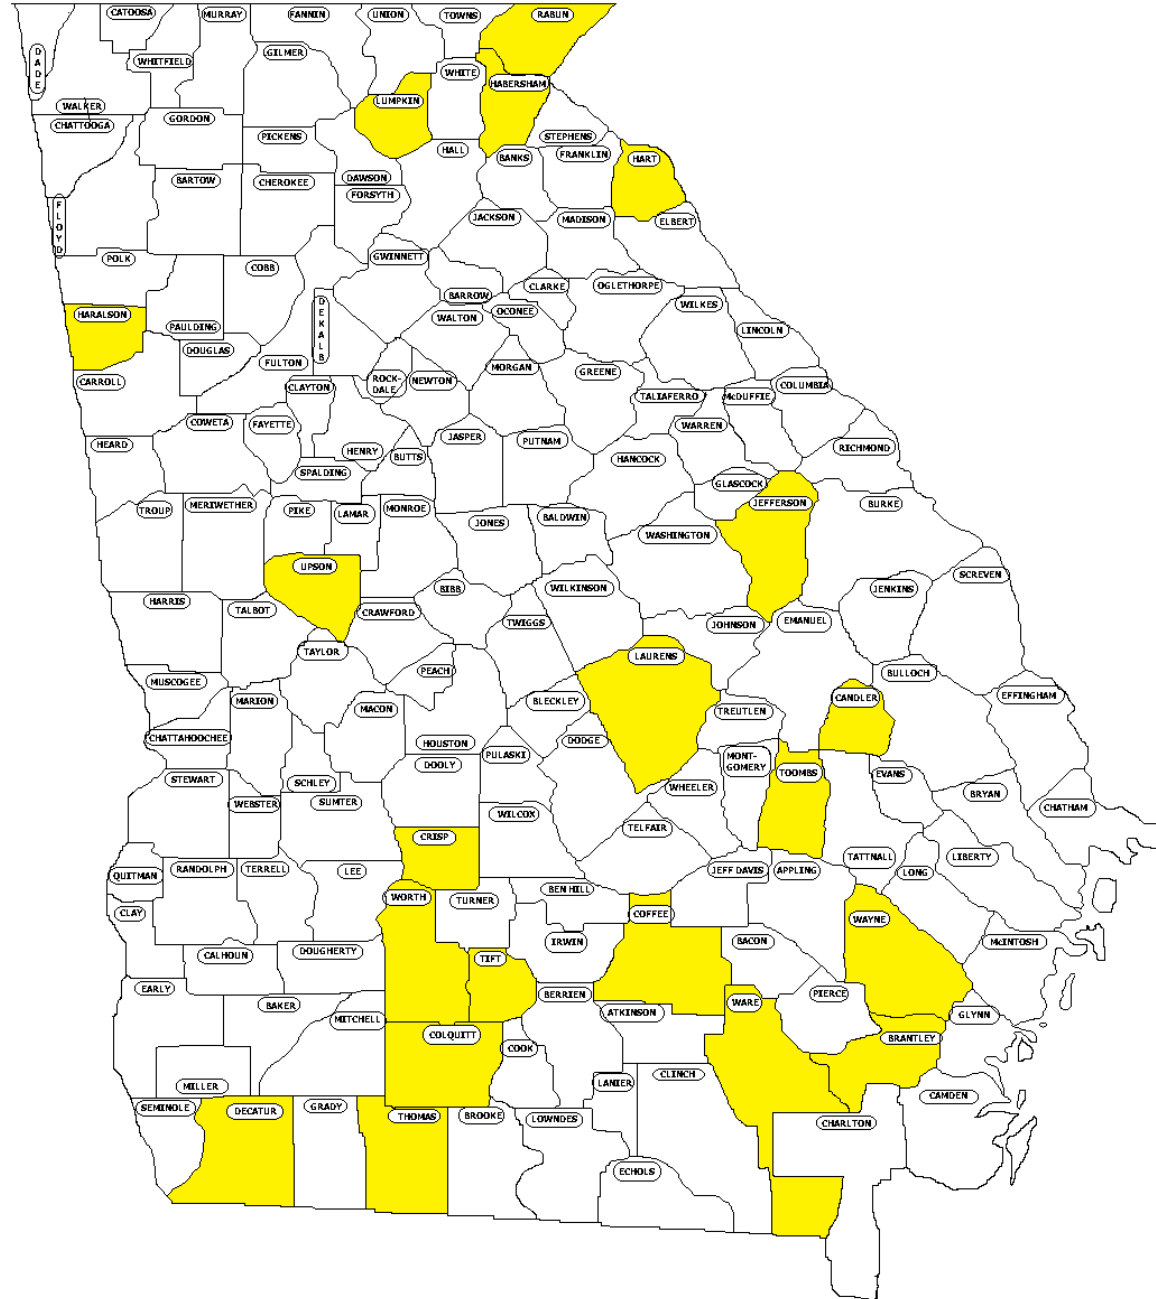 CATOOSA
MURRAY
FANNIN
UNION
TOWNS
RABUN
DADE
WHITFIELD
GILMER
WHITE
HABERSHAM
WALKER
CHATTOOGA
GORDON
LUMPKIN
PICKENS
HALL
STEPHENS
BANKS
FRANKLIN
HART
BARTOW
CHEROKEE
DAWSON
FORSYTH
FLOYD
JACKSON
MADISON
ELBERT
POLK
COBB
GWINNETT
BARROW
CLARKE
OGLETHORPE
HARALSON
PAULDING
DEKALB
WALTON
OCONEE
WILKES
LINCOLN
DOUGLAS
FULTON
CARROLL
CLAYTON
ROCK-
DALE
NEWTON
MORGAN
GREENE
TALIAFERRO
McDUFFIE
COLUMBIA
COWETA
FAYETTE
HEARD
HENRY
BUTTS
JASPER
PUTNAM
HANCOCK
WARREN
RICHMOND
SPALDING
GLASCOCK
TROUP
MERIWETHER
PIKE
LAMAR
MONROE
JONES
BALDWIN
WASHINGTON
JEFFERSON
BURKE
UPSON
HARRIS
TALBOT
CRAWFORD
BIBB
WILKINSON
TWIGGS
JOHNSON
EMANUEL
JENKINS
SCREVEN
TAYLOR
PEACH
LAURENS
MUSCOGEE
MARION
MACON
BLECKLEY
TREUTLEN
CANDLER
BULLOCH
EFFINGHAM
CHATTAHOOCHEE
HOUSTON
PULASKI
DODGE
MONT-
GOMERY
TOOMBS
EVANS
STEWART
WEBSTER
SCHLEY
SUMTER
DOOLY
WILCOX
WHEELER
TELFAIR
BRYAN
CHATHAM
CRISP
QUITMAN
RANDOLPH
TERRELL
LEE
TATTNALL
LIBERTY
LONG
JEFF DAVIS
APPLING
CLAY
WORTH
TURNER
BEN HILL
COFFEE
WAYNE
CALHOUN
DOUGHERTY
TIFT
IRWIN
BACON
McINTOSH
EARLY
BAKER
MITCHELL
BERRIEN
ATKINSON
WARE
PIERCE
GLYNN
COLQUITT
COOK
BRANTLEY
MILLER
LANIER
CLINCH
SEMINOLE
DECATUR
GRADY
THOMAS
BROOKE
LOWNDES
CHARLTON
CAMDEN
ECHOLS